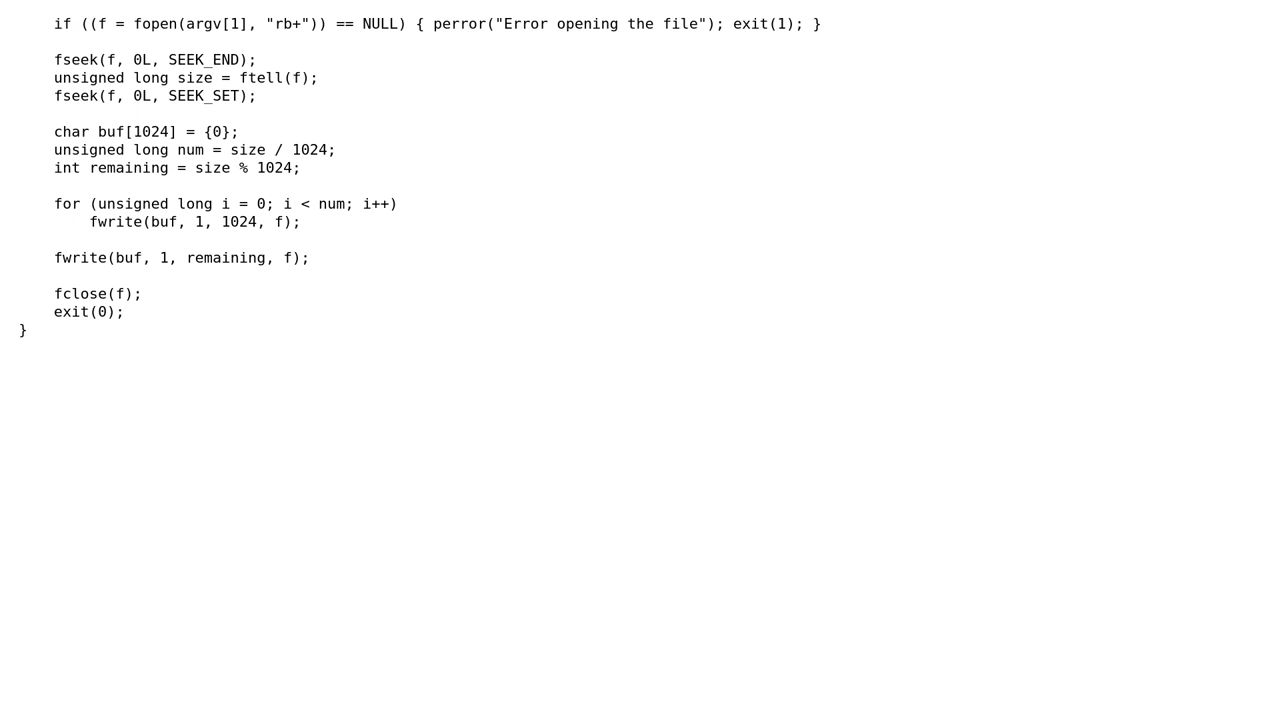 if ((f = fopen(argv[1], "rb+")) == NULL) { perror("Error opening the file"); exit(1); }

    fseek(f, 0L, SEEK_END);
    unsigned long size = ftell(f);
    fseek(f, 0L, SEEK_SET);

    char buf[1024] = {0};
    unsigned long num = size / 1024;
    int remaining = size % 1024;

    for (unsigned long i = 0; i < num; i++)
        fwrite(buf, 1, 1024, f);

    fwrite(buf, 1, remaining, f);

    fclose(f);
    exit(0);
}